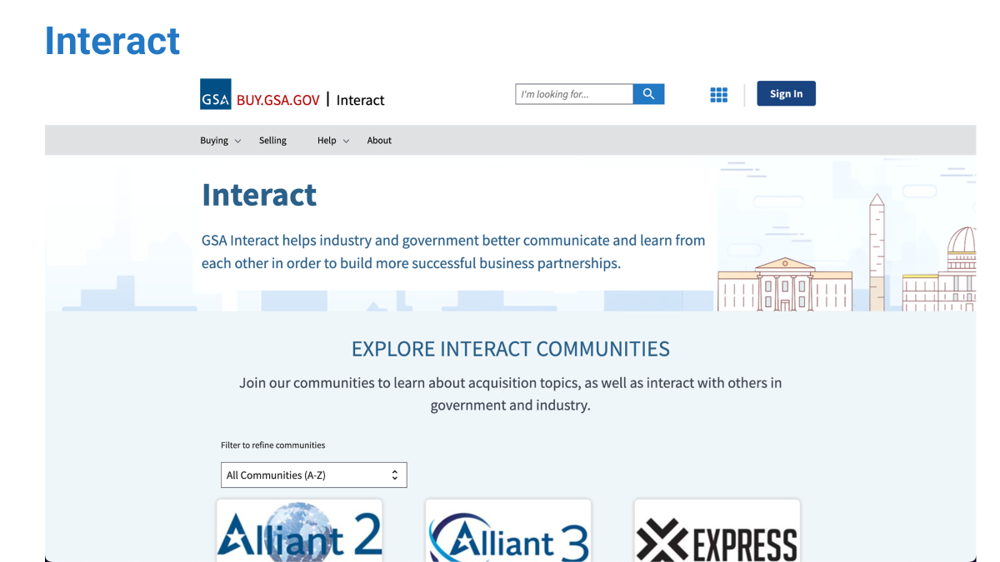 Interact
GSA BUY.GSA.GOV | Interact
I'm looking for...
Sign In
Buying Selling Help About
Interact
GSA Interact helps industry and government better communicate and learn from
each other in order to build more successful business partnerships.
EXPLORE INTERACT COMMUNITIES
Join our communities to learn about acquisition topics, as well as interact with others in
government and industry.
Filter to refine communities
All Communities (A-Z)
Alliant 2
Alliant 3
EXPRESS